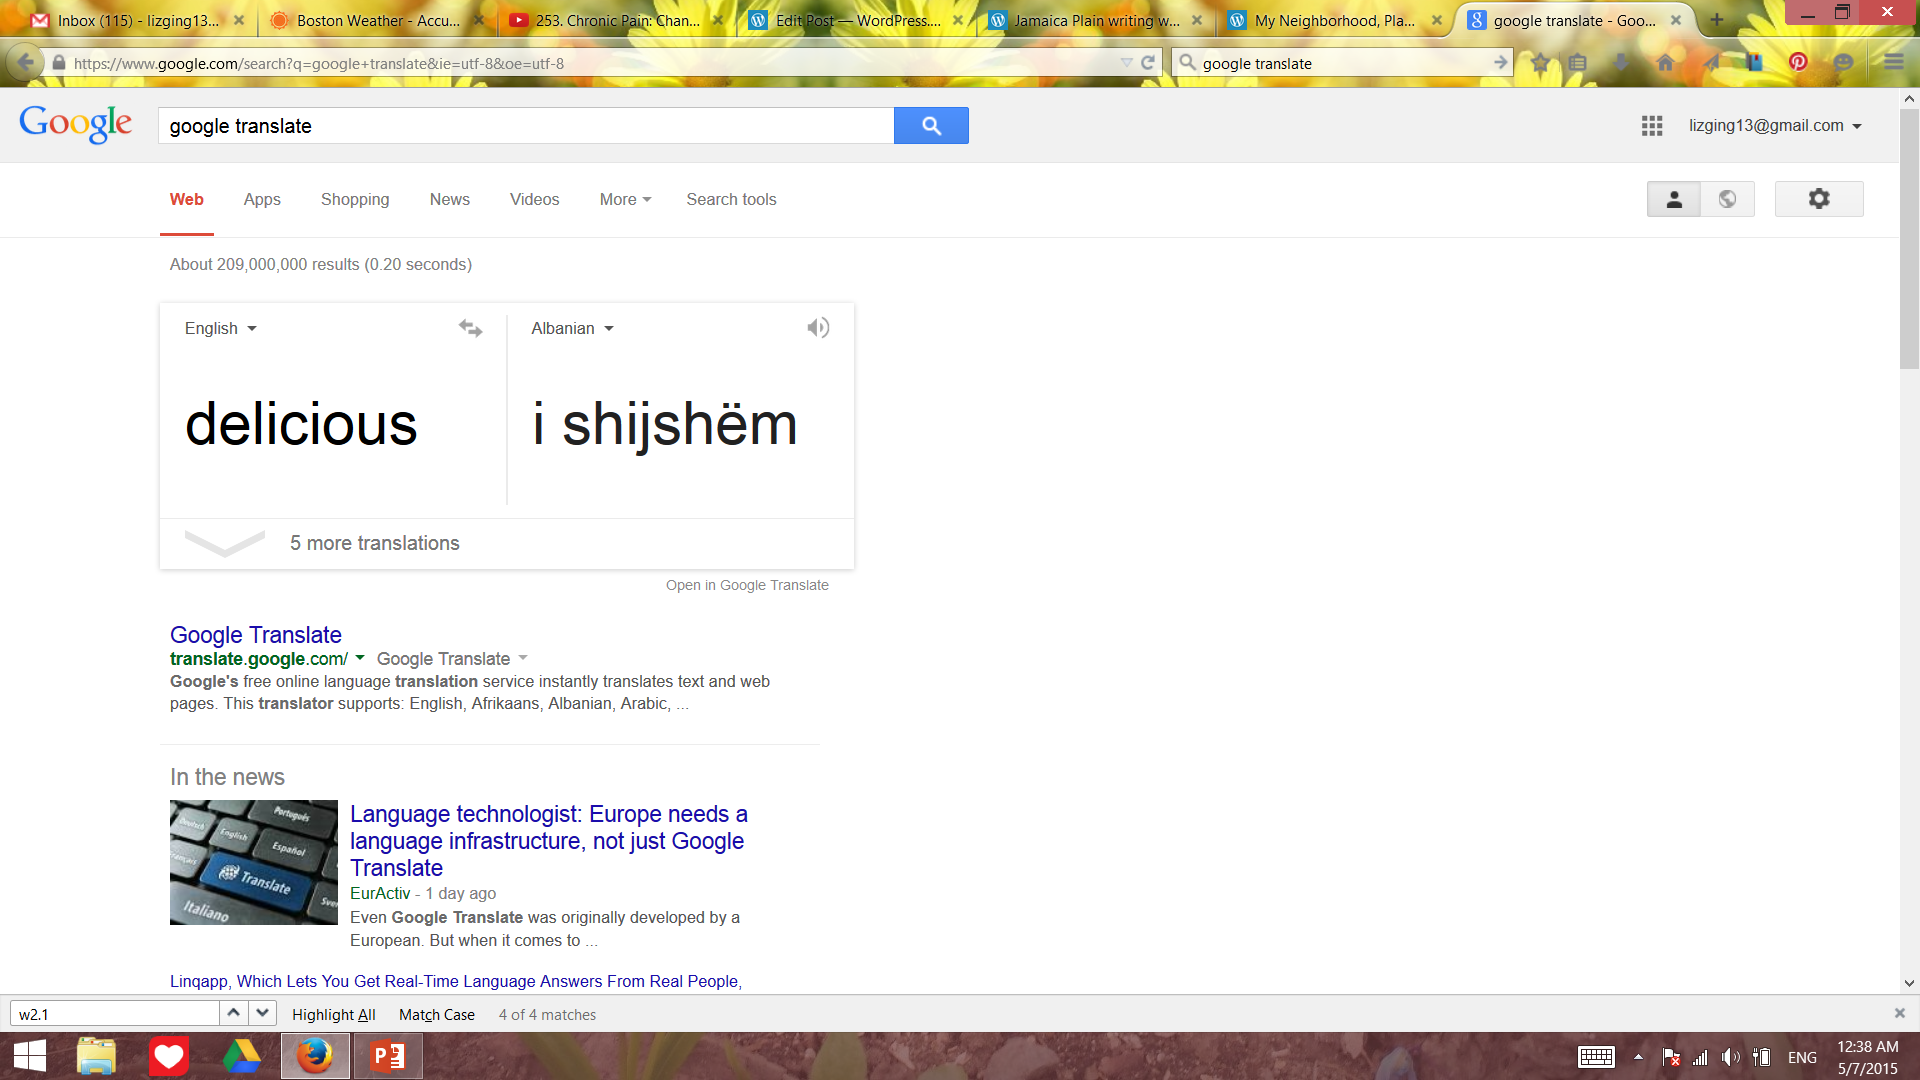 Inbox (115) - lizging13...
Boston Weather - Accu...
253. Chronic Pain: Chan...
Edit Post — WordPress....
Jamaica Plain writing w...
My Neighborhood, Pla...
google translate - Goo...
https://www.google.com/search?q=google+translate&ie=utf-8&oe=utf-8
google translate
Google
google translate
lizging13@gmail.com
Web Apps Shopping News Videos More Search tools
About 209,000,000 results (0.20 seconds)
English Albanian
delicious i shijshëm
5 more translations
Open in Google Translate
Google Translate
translate.google.com/ Google Translate
Google's free online language translation service instantly translates text and web
pages. This translator supports: English, Afrikaans, Albanian, Arabic, ...
In the news
Português
Deutsch
English
Español
Français
Translate
Italiano
Language technologist: Europe needs a
language infrastructure, not just Google
Translate
EurActiv - 1 day ago
Even Google Translate was originally developed by a
European. But when it comes to ...
Linqapp, Which Lets You Get Real-Time Language Answers From Real People,
w2.1
Highlight All Match Case 4 of 4 matches
ENG
12:38 AM
5/7/2015